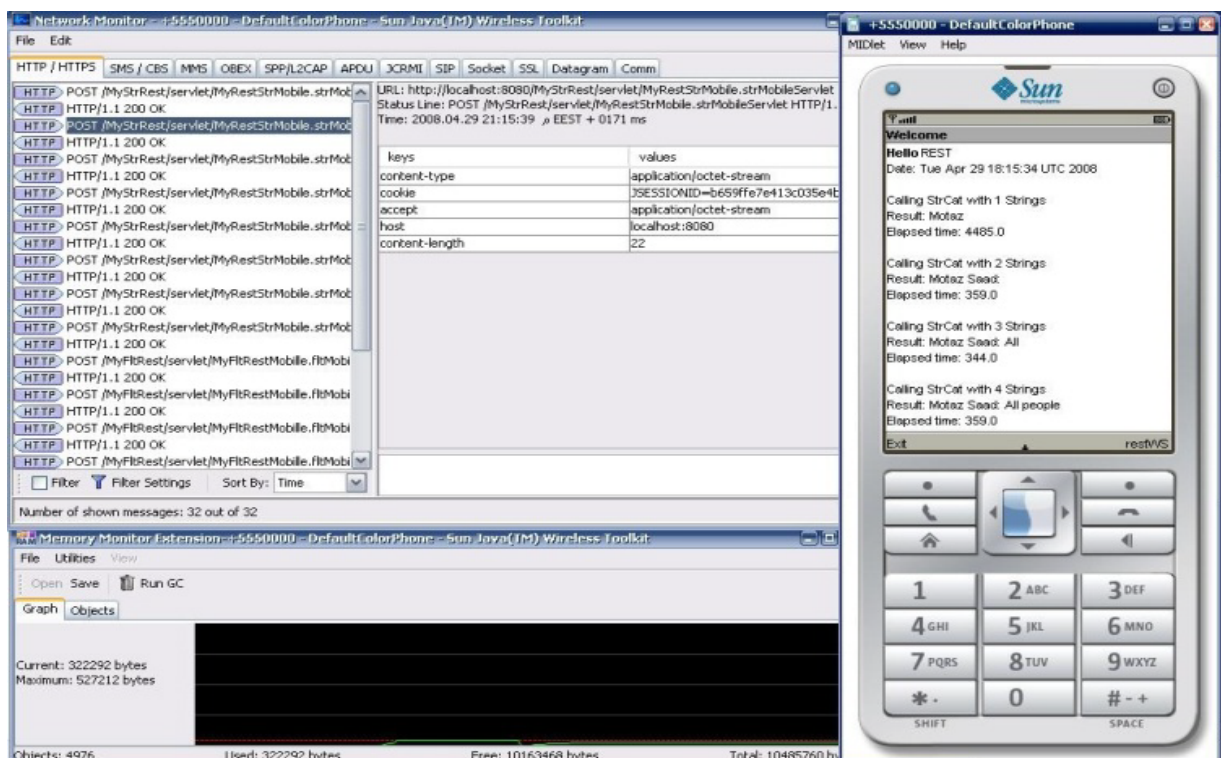 Network Monitor - +5550000 - DefaultColorPhone - Sun Java(TM) Wireless Toolkit
File Edit
HTTP / HTTPS SMS / CBS MMS OBEX SPP/L2CAP APDU JCRMI SIP Socket SSL Datagram Comm
HTTP POST /MyStrRest/servlet/MyRestStrMobile.strMob
HTTP HTTP/1.1 200 OK
HTTP POST /MyStrRest/servlet/MyRestStrMobile.strMob
HTTP HTTP/1.1 200 OK
HTTP POST /MyStrRest/servlet/MyRestStrMobile.strMob
HTTP HTTP/1.1 200 OK
HTTP POST /MyStrRest/servlet/MyRestStrMobile.strMob
HTTP HTTP/1.1 200 OK
HTTP POST /MyStrRest/servlet/MyRestStrMobile.strMob
HTTP HTTP/1.1 200 OK
HTTP POST /MyStrRest/servlet/MyRestStrMobile.strMob
HTTP HTTP/1.1 200 OK
HTTP POST /MyStrRest/servlet/MyRestStrMobile.strMob
HTTP HTTP/1.1 200 OK
HTTP POST /MyStrRest/servlet/MyRestStrMobile.strMob
HTTP HTTP/1.1 200 OK
HTTP POST /MyFltRest/servlet/MyFltRestMobille.fltMobi
HTTP HTTP/1.1 200 OK
HTTP POST /MyFltRest/servlet/MyFltRestMobille.fltMobi
HTTP HTTP/1.1 200 OK
HTTP POST /MyFltRest/servlet/MyFltRestMobille.fltMobi
HTTP HTTP/1.1 200 OK
HTTP POST /MyFltRest/servlet/MyFltRestMobille.fltMobi
Filter Filter Settings Sort By: Time
Number of shown messages: 32 out of 32
URL: http://localhost:8080/MyStrRest/servlet/MyRestStrMobile.strMobileServlet
Status Line: POST /MyStrRest/servlet/MyRestStrMobile.strMobileServlet HTTP/1.
Time: 2008.04.29 21:15:39 م EEST + 0171 ms
keys values
content-type application/octet-stream
cookie JSESSIONID=b659ffe7e413c035e4b
accept application/octet-stream
host localhost:8080
content-length 22
Memory Monitor Extension-+5550000 - DefaultColorPhone - Sun Java(TM) Wireless Toolkit
File Utilities View
Open Save Run GC
Graph Objects
Current: 322292 bytes
Maximum: 527212 bytes
Objects: 4976 Used: 322292 bytes Free: 10163468 bytes Total: 10485760 by
+5550000 - DefaultColorPhone
MIDlet View Help
Sun
microsystems
Welcome
Hello REST
Date: Tue Apr 29 18:15:34 UTC 2008
Calling StrCat with 1 Strings
Result: Motaz
Elapsed time: 4485.0
Calling StrCat with 2 Strings
Result: Motaz Saad:
Elapsed time: 359.0
Calling StrCat with 3 Strings
Result: Motaz Saad: All
Elapsed time: 344.0
Calling StrCat with 4 Strings
Result: Motaz Saad: All people
Elapsed time: 359.0
Exit restWS
1 2 ABC 3 DEF
4 GHI 5 JKL 6 MNO
7 PQRS 8 TUV 9 WXYZ
* . 0 # - +
SHIFT SPACE